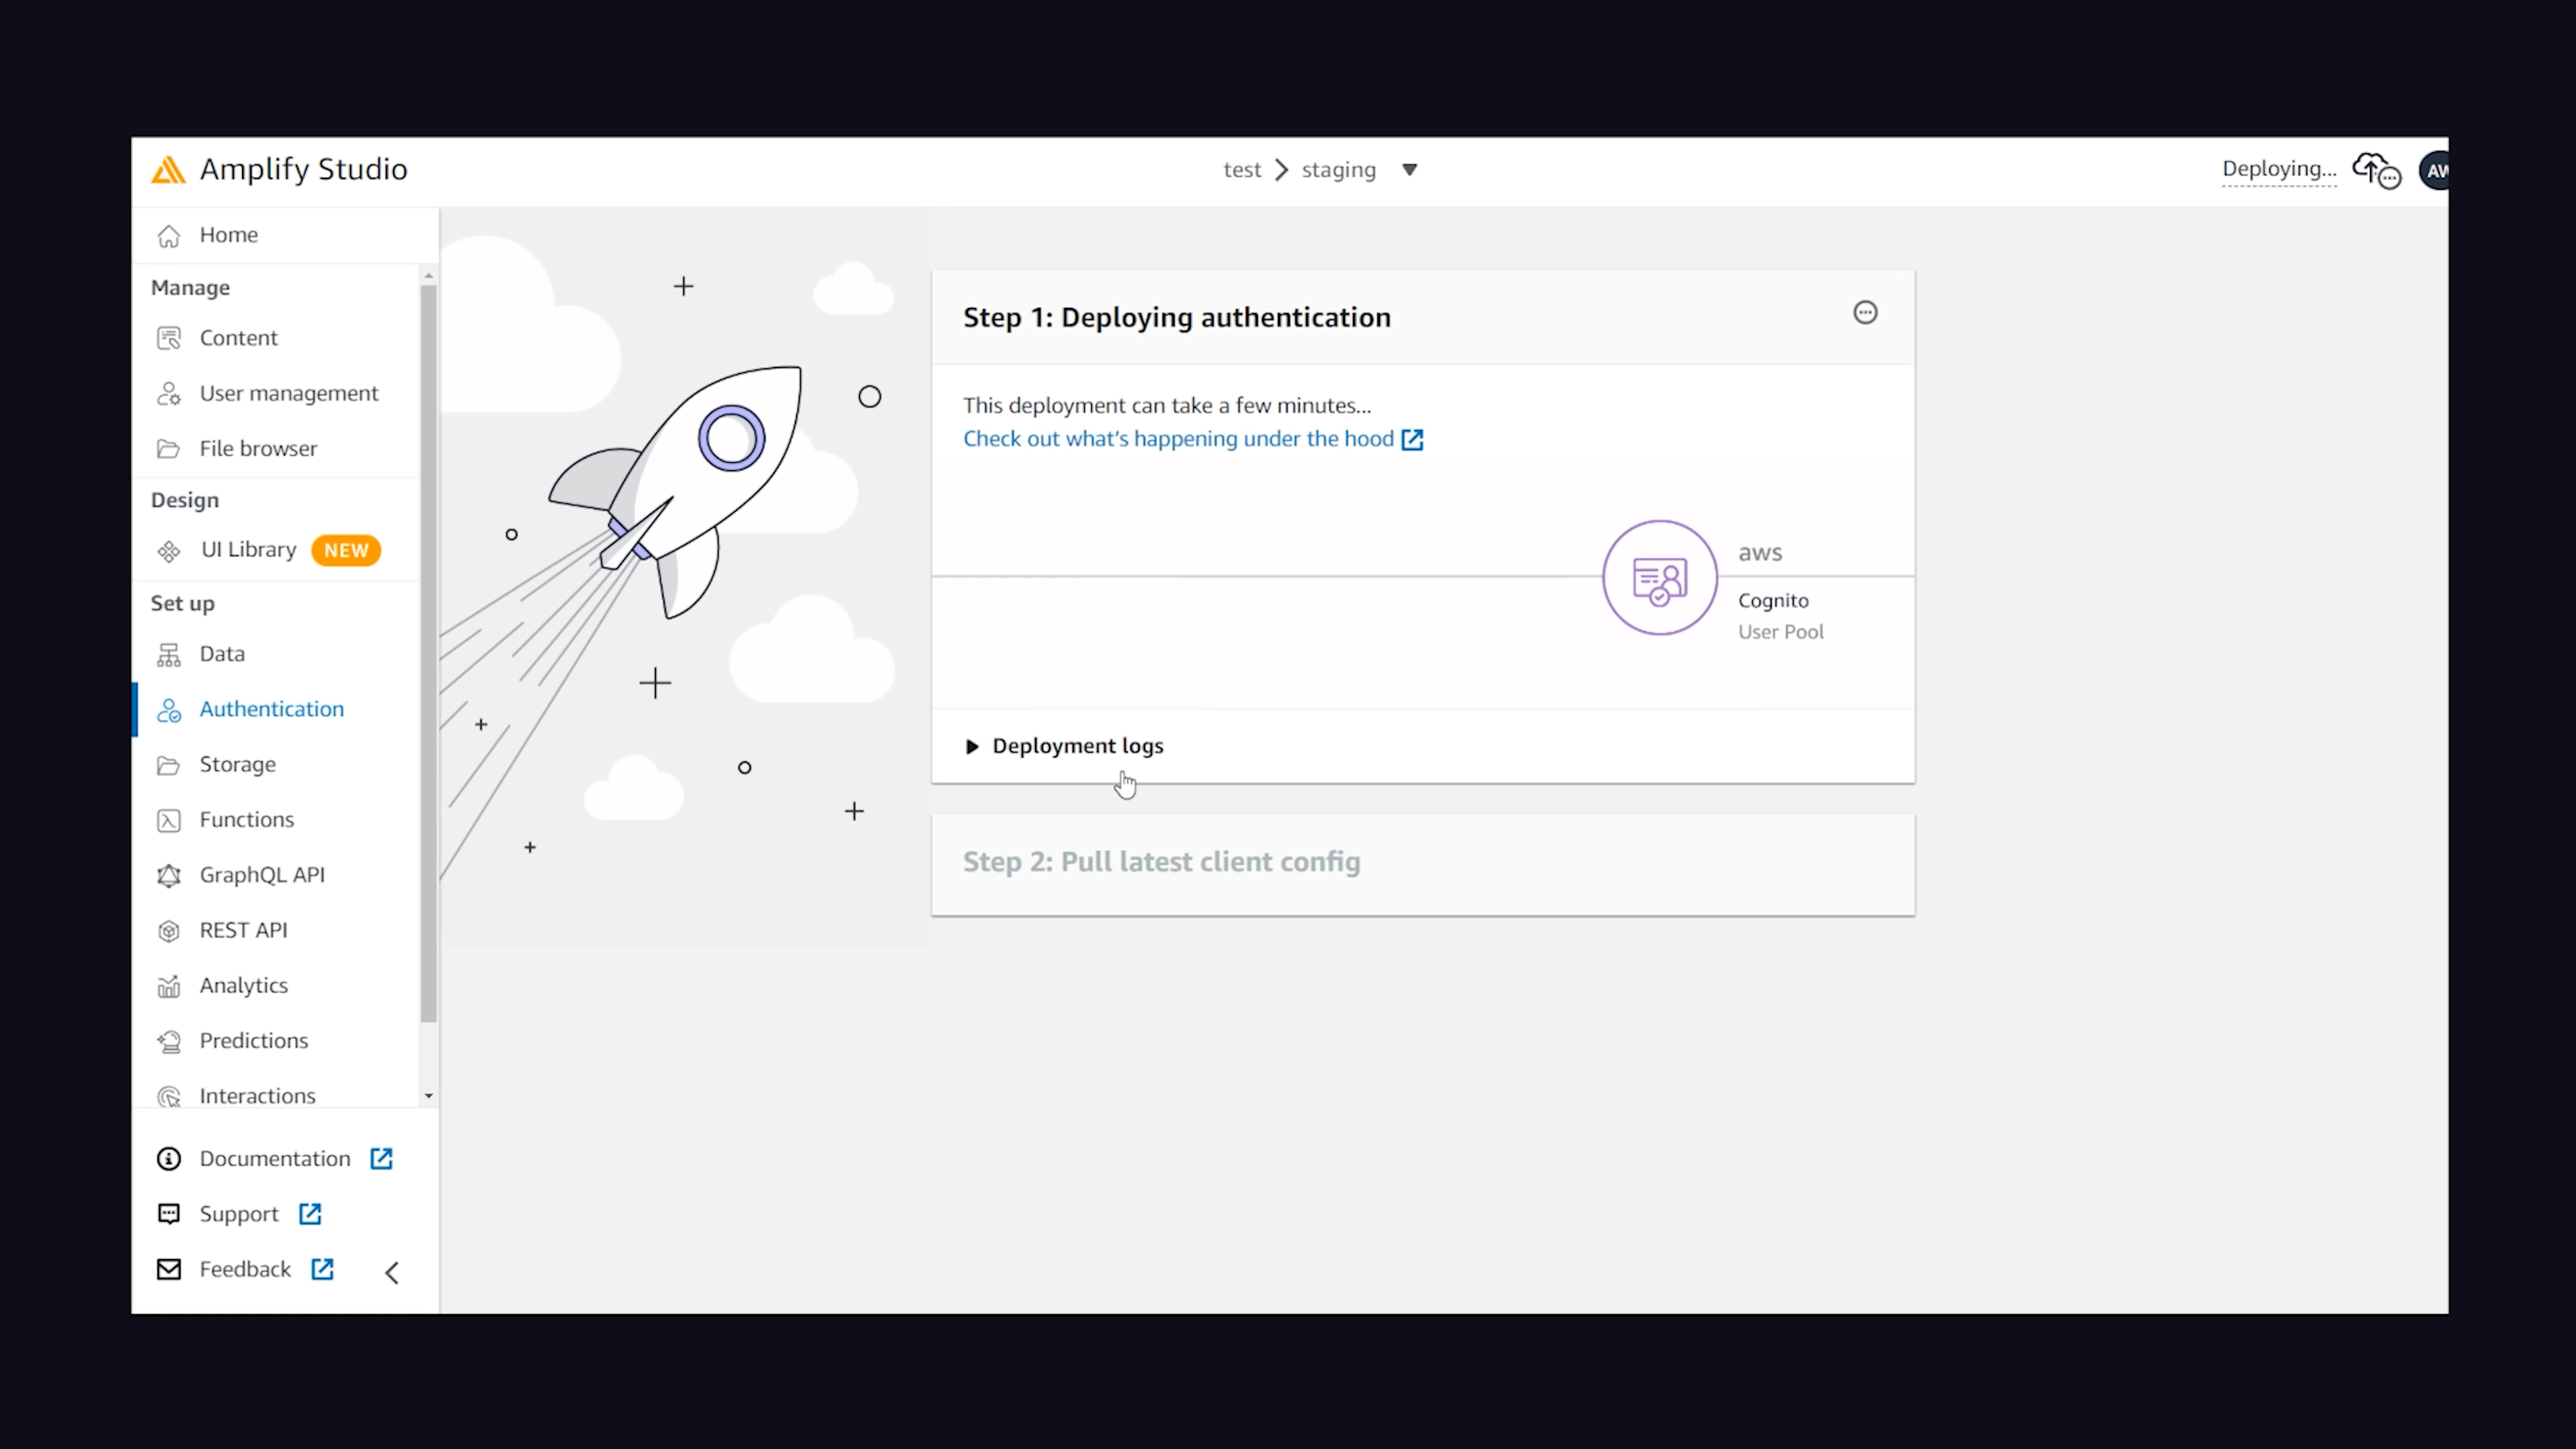 Amplify Studio
test staging
Deploying...
AW
Home
Manage
Content
User management
File browser
Design
UI Library NEW
Set up
Data
Authentication
Storage
Functions
GraphQL API
REST API
Analytics
Predictions
Interactions
Documentation
Support
Feedback
Step 1: Deploying authentication
This deployment can take a few minutes...
Check out what's happening under the hood
aws
Cognito
User Pool
Deployment logs
Step 2: Pull latest client config